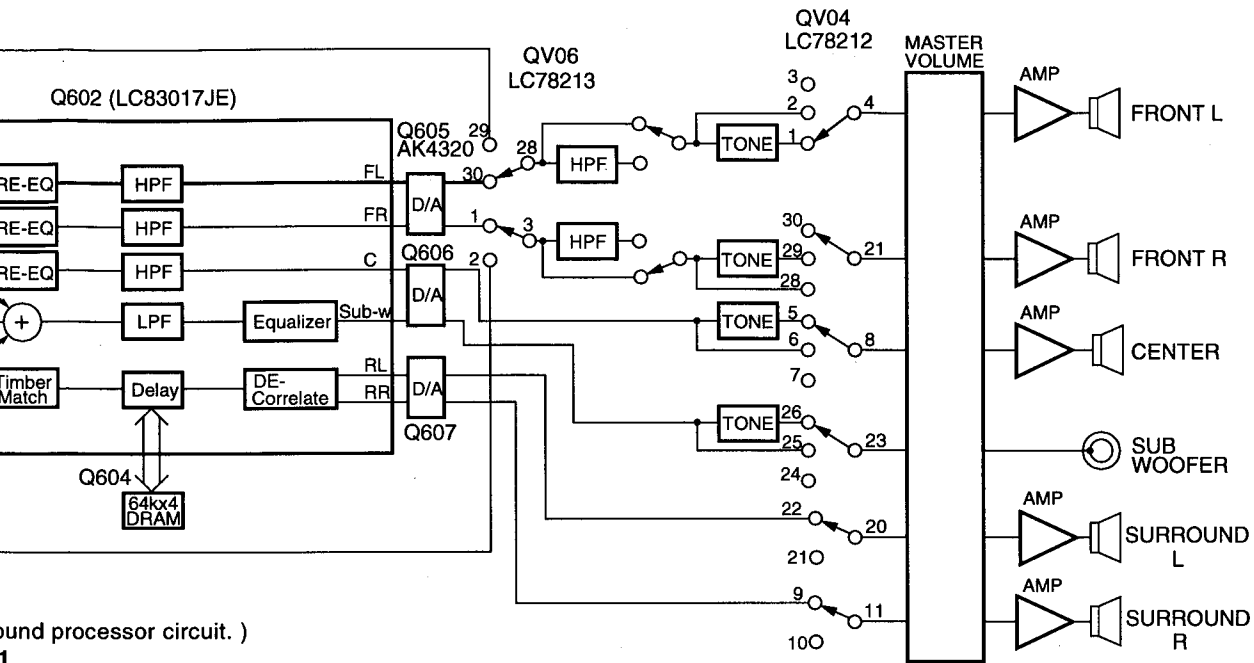 QV04
LC78212
QV06
LC78213
MASTER
VOLUME
Q602 (LC83017JE)
3
2
1
4
AMP
FRONT L
Q605
AK4320
29
28
30
TONE
HPF
RE-EQ
HPF
FL
D/A
RE-EQ
HPF
FR
1
3
HPF
30
29
28
21
TONE
AMP
FRONT R
RE-EQ
HPF
C
Q606
2
D/A
+
LPF
Equalizer
Sub-w
TONE
5
6
7
8
AMP
CENTER
Timber
Match
Delay
DE-
Correlate
RL
RR
D/A
Q607
TONE
26
25
24
23
SUB
WOOFER
Q604
64kx4
DRAM
22
20
21
AMP
SURROUND
L
9
11
10
AMP
SURROUND
R
ound processor circuit. )
1